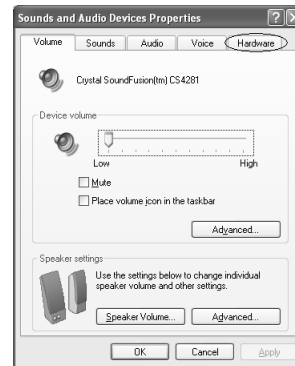 Sounds and Audio Devices Properties
Volume Sounds Audio Voice Hardware
Crystal SoundFusion(tm) CS4281
Device volume
Low High
Mute
Place volume icon in the taskbar
Advanced...
Speaker settings
Use the settings below to change individual
speaker volume and other settings.
Speaker Volume... Advanced...
OK Cancel Apply